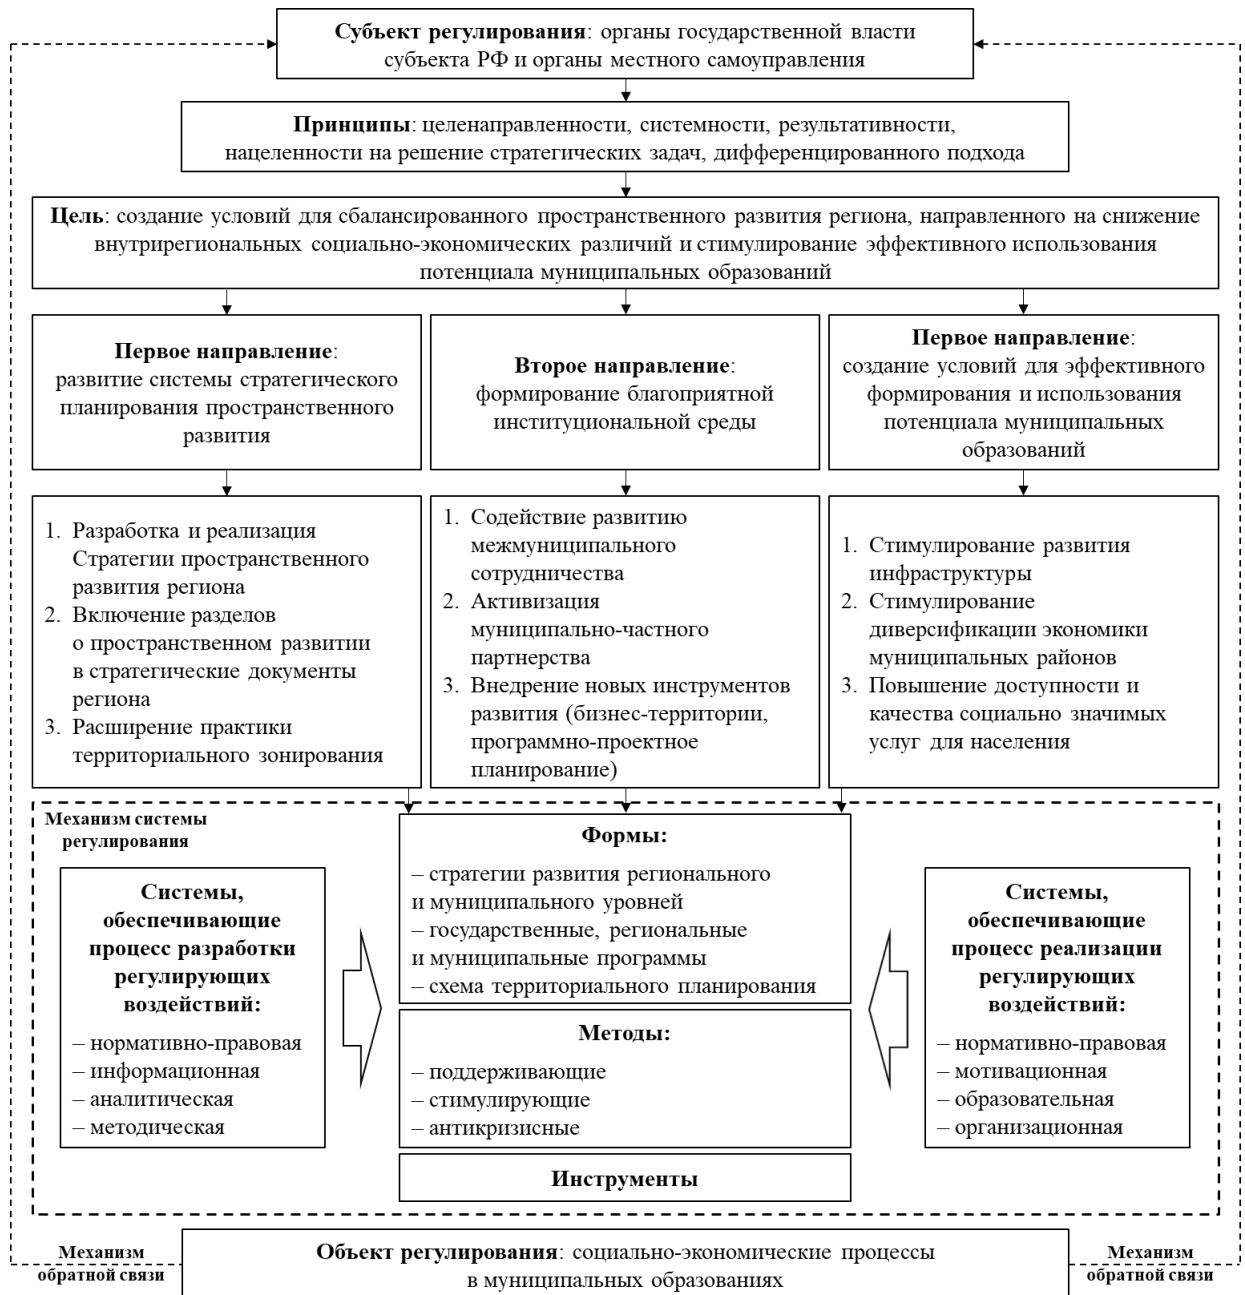 Субъект регулирования: органы государственной власти
субъекта РФ и органы местного самоуправления
Принципы: целенаправленности, системности, результативности,
нацеленности на решение стратегических задач, дифференцированного подхода
Цель: создание условий для сбалансированного пространственного развития региона, направленного на снижение
внутрирегиональных социально-экономических различий и стимулирование эффективного использования
потенциала муниципальных образований
Первое направление:
развитие системы стратегического
планирования пространственного
развития
Второе направление:
формирование благоприятной
институциональной среды
Первое направление:
создание условий для эффективного
формирования и использования
потенциала муниципальных
образований
1. Разработка и реализация
Стратегии пространственного
развития региона
2. Включение разделов
о пространственном развитии
в стратегические документы
региона
3. Расширение практики
территориального зонирования
1. Содействие развитию
межмуниципального
сотрудничества
2. Активизация
муниципально-частного
партнерства
3. Внедрение новых инструментов
развития (бизнес-территории,
программно-проектное
планирование)
1. Стимулирование развития
инфраструктуры
2. Стимулирование
диверсификации экономики
муниципальных районов
3. Повышение доступности и
качества социально значимых
услуг для населения
Механизм системы
регулирования
Системы,
обеспечивающие
процесс разработки
регулирующих
воздействий:
– нормативно-правовая
– информационная
– аналитическая
– методическая
Формы:
– стратегии развития регионального
и муниципального уровней
– государственные, региональные
и муниципальные программы
– схема территориального планирования
Методы:
– поддерживающие
– стимулирующие
– антикризисные
Инструменты
Системы,
обеспечивающие
процесс реализации
регулирующих
воздействий:
– нормативно-правовая
– мотивационная
– образовательная
– организационная
Механизм
обратной связи
Объект регулирования: социально-экономические процессы
в муниципальных образованиях
Механизм
обратной связи